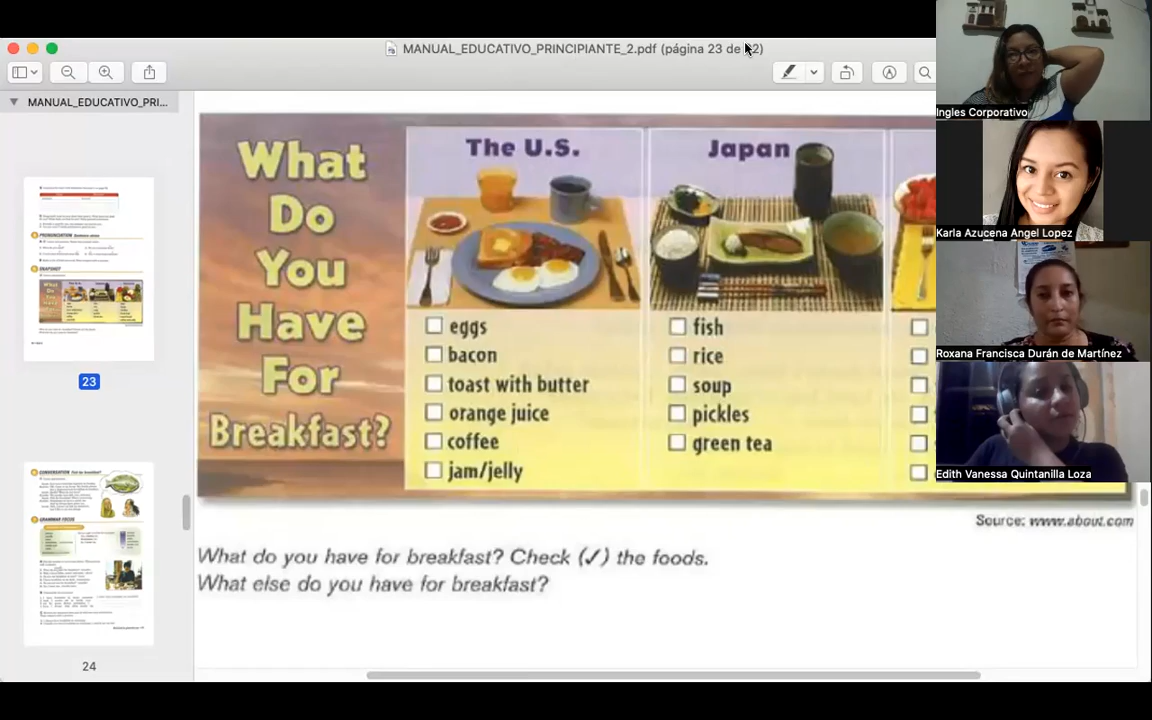 MANUAL_EDUCATIVO_PRINCIPIANTE_2.pdf (página 23 de
MANUAL_EDUCATIVO_PRI...
23
24
What
Do
You
Have
For
Breakfast?
The U.S.
eggs
bacon
toast with butter
orange juice
coffee
jam/jelly
Japan
fish
rice
soup
pickles
green tea
Source: www.about.com
What do you have for breakfast? Check (✓) the foods.
What else do you have for breakfast?
Ingles Corporativo
Karla Azucena Angel Lopez
Roxana Francisca Durán de Martínez
Edith Vanessa Quintanilla Loza